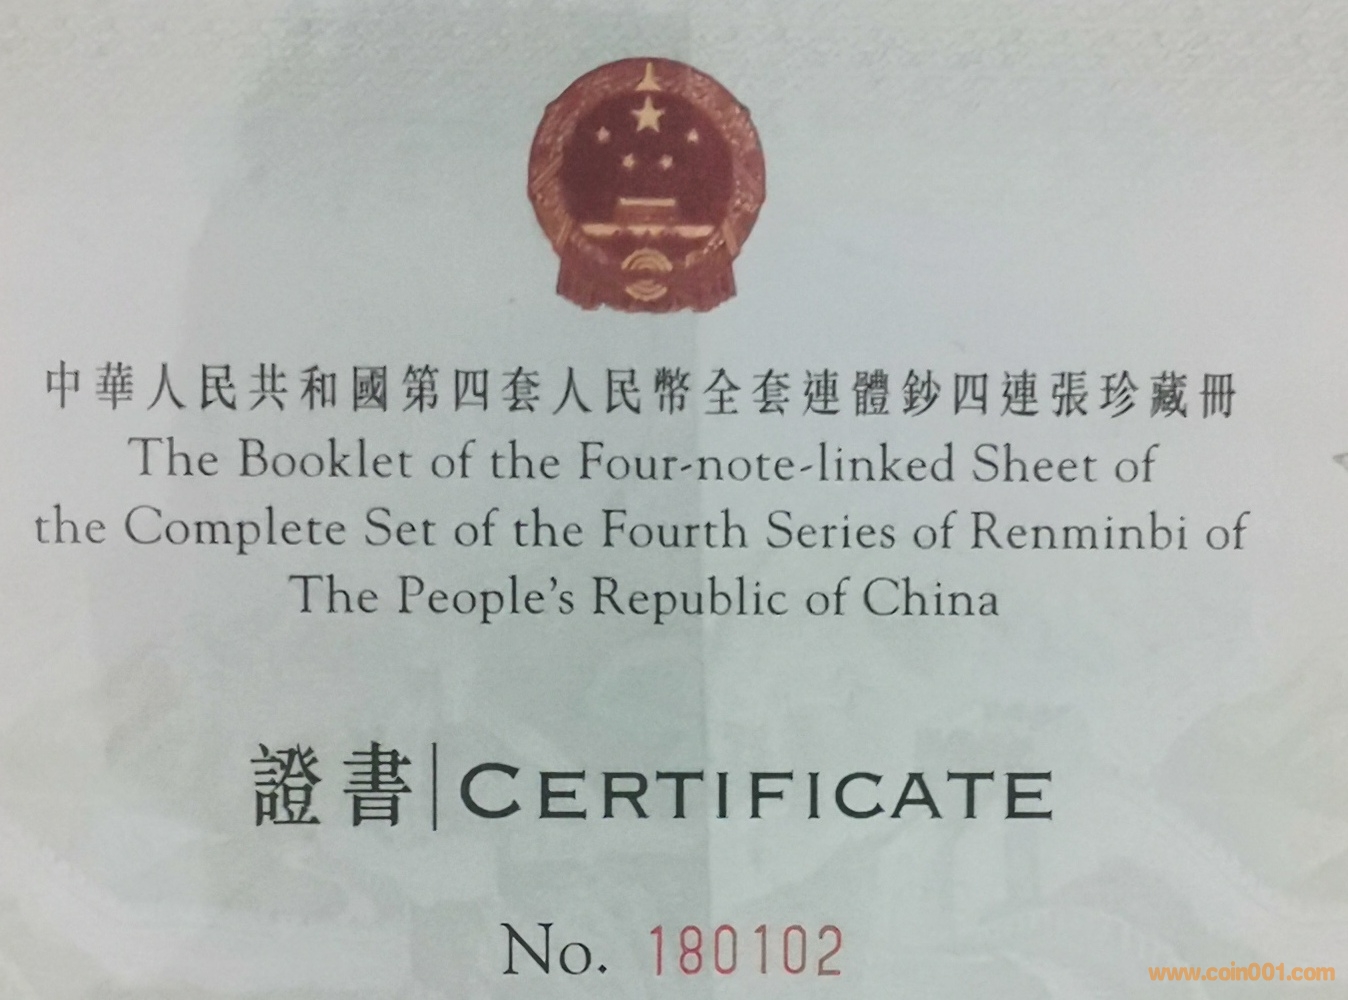 中華人民共和國第四套人民幣全套連體鈔四連張珍藏冊
The Booklet of the Four-note-linked Sheet of
the Complete Set of the Fourth Series of Renminbi of
The People's Republic of China
證書|CERTIFICATE
No. 180102
www.coin001.com